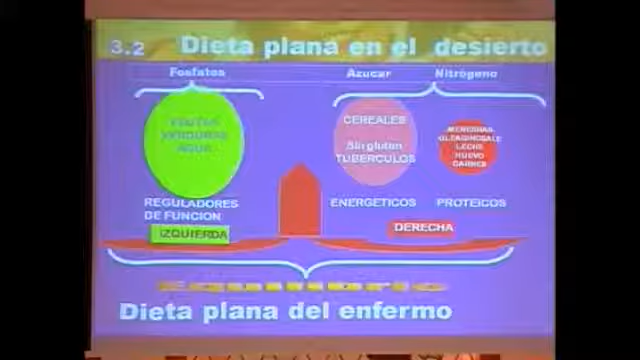 3.2 Dieta plana en el desierto
Fosfatos
Azucar
Nitrógeno
FRUTAS
VERDURAS
AGUA
CEREALES
Sin gluten
TUBERCULOS
LECHE
HUEVO
CARNES
REGULADORES
DE FUNCION
ENERGETICOS
PROTEICOS
IZQUIERDA
DERECHA
Dieta plana del enfermo